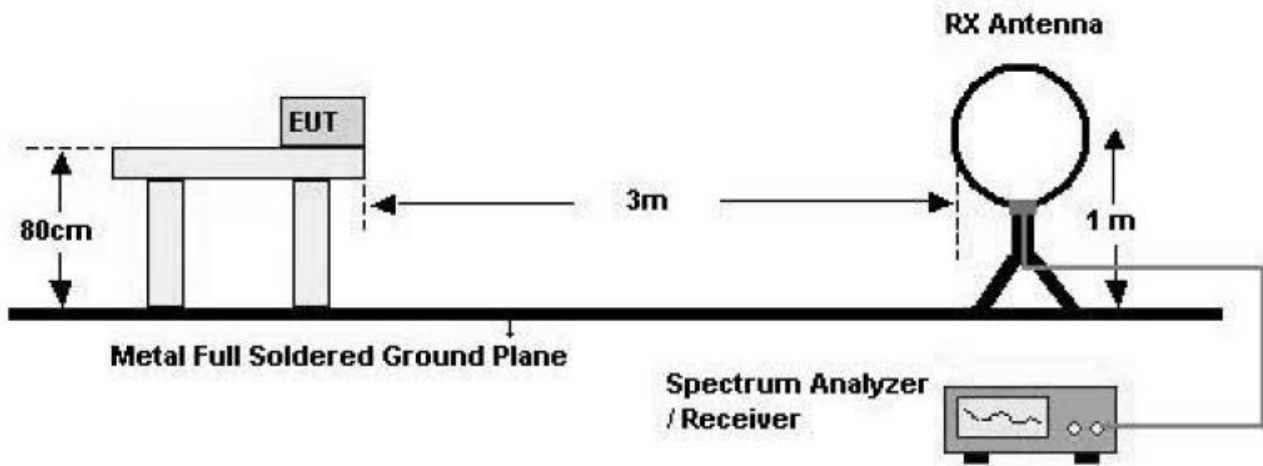 RX Antenna
EUT
3m
80cm
1 m
Metal Full Soldered Ground Plane
Spectrum Analyzer
/ Receiver